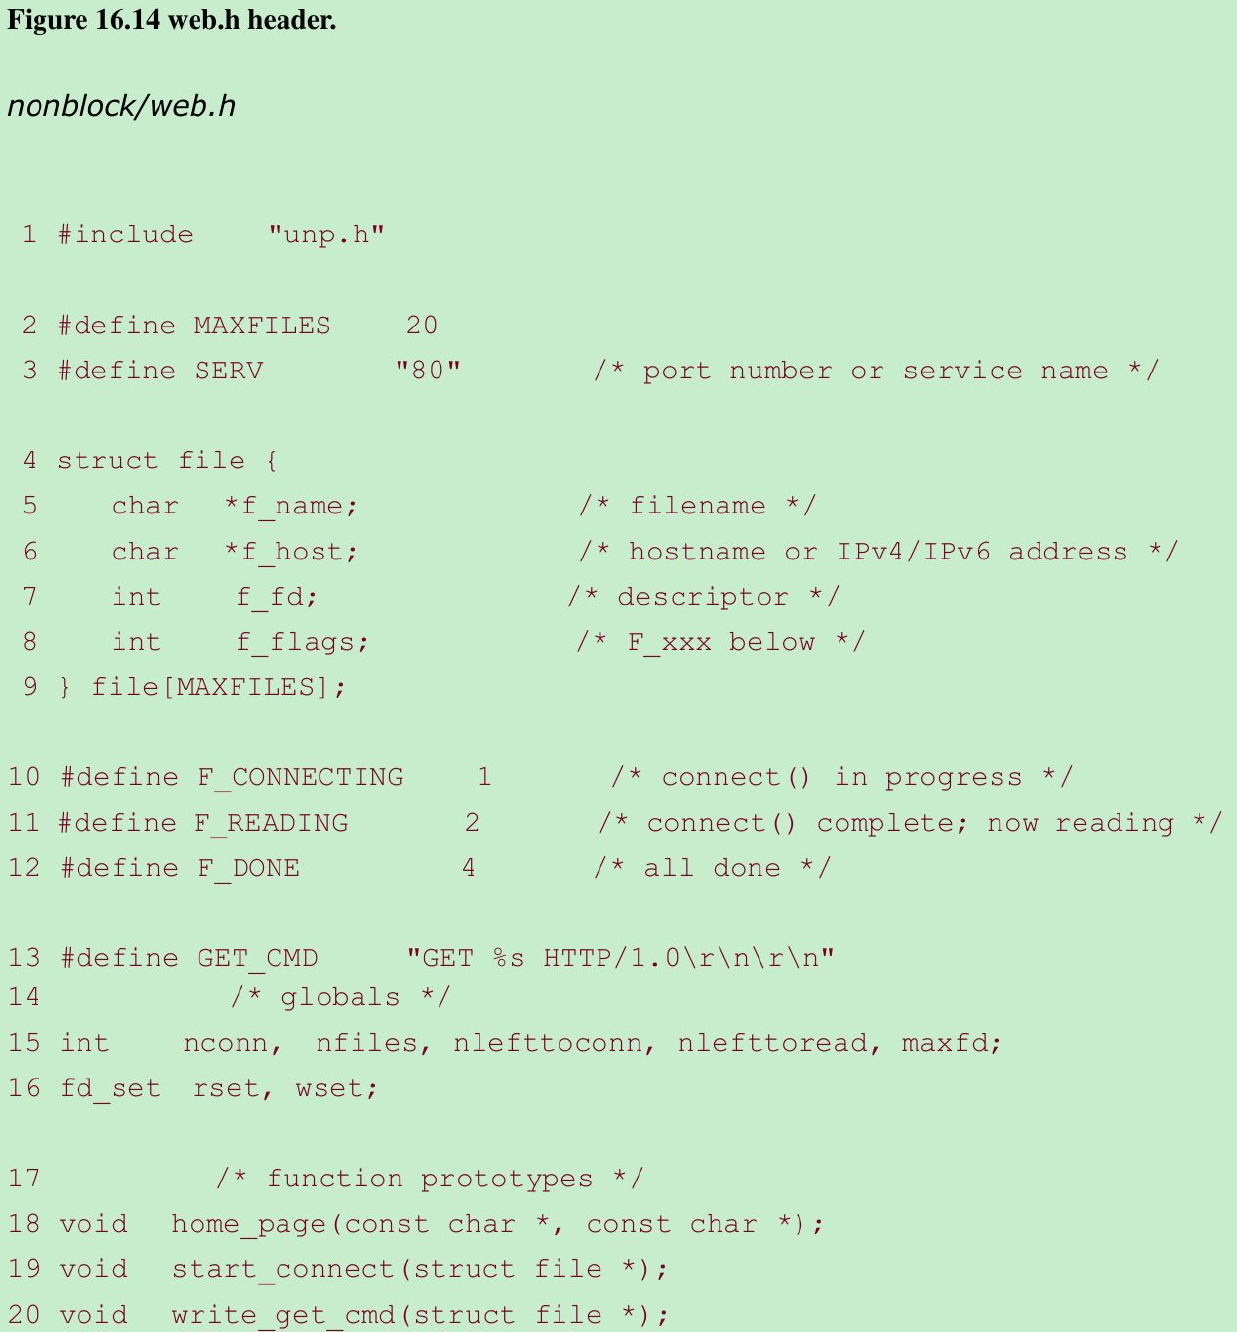 Figure 16.14 web.h header.
nonblock/web.h
1 #include "unp.h"
2 #define MAXFILES 20
3 #define SERV "80" /* port number or service name */
4 struct file {
5 char *f_name; /* filename */
6 char *f_host; /* hostname or IPv4/IPv6 address */
7 int f_fd; /* descriptor */
8 int f_flags; /* F_xxx below */
9 } file[MAXFILES];
10 #define F_CONNECTING 1 /* connect() in progress */
11 #define F_READING 2 /* connect() complete; now reading */
12 #define F_DONE 4 /* all done */
13 #define GET_CMD "GET %s HTTP/1.0\r\n\r\n"
14 /* globals */
15 int nconn, nfiles, nlefttoconn, nlefttoread, maxfd;
16 fd_set rset, wset;
17 /* function prototypes */
18 void home_page(const char *, const char *);
19 void start_connect(struct file *);
20 void write_get_cmd(struct file *);